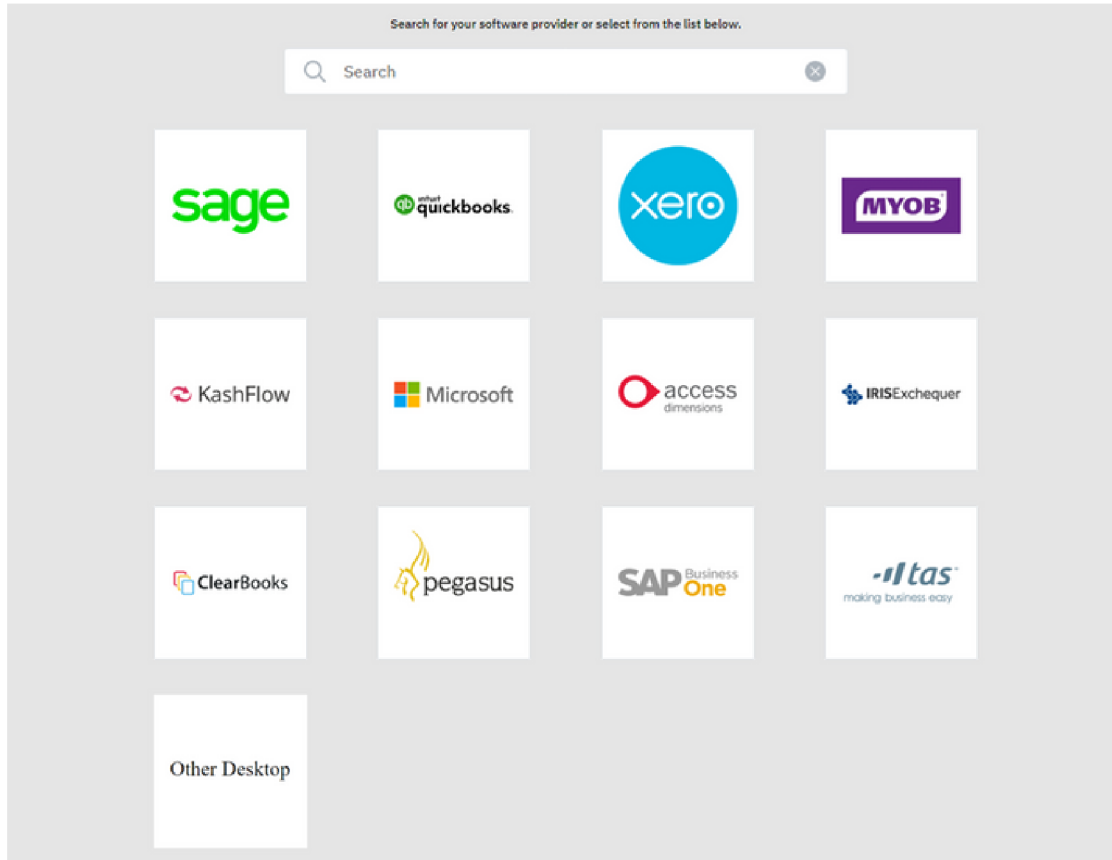 Search for your software provider or select from the list below.
Search
sage
qb intuit quickbooks.
xero
MYOB
KashFlow
Microsoft
access
dimensions
IRISExchequer
ClearBooks
pegasus
SAP Business One
tas
making business easy
Other Desktop